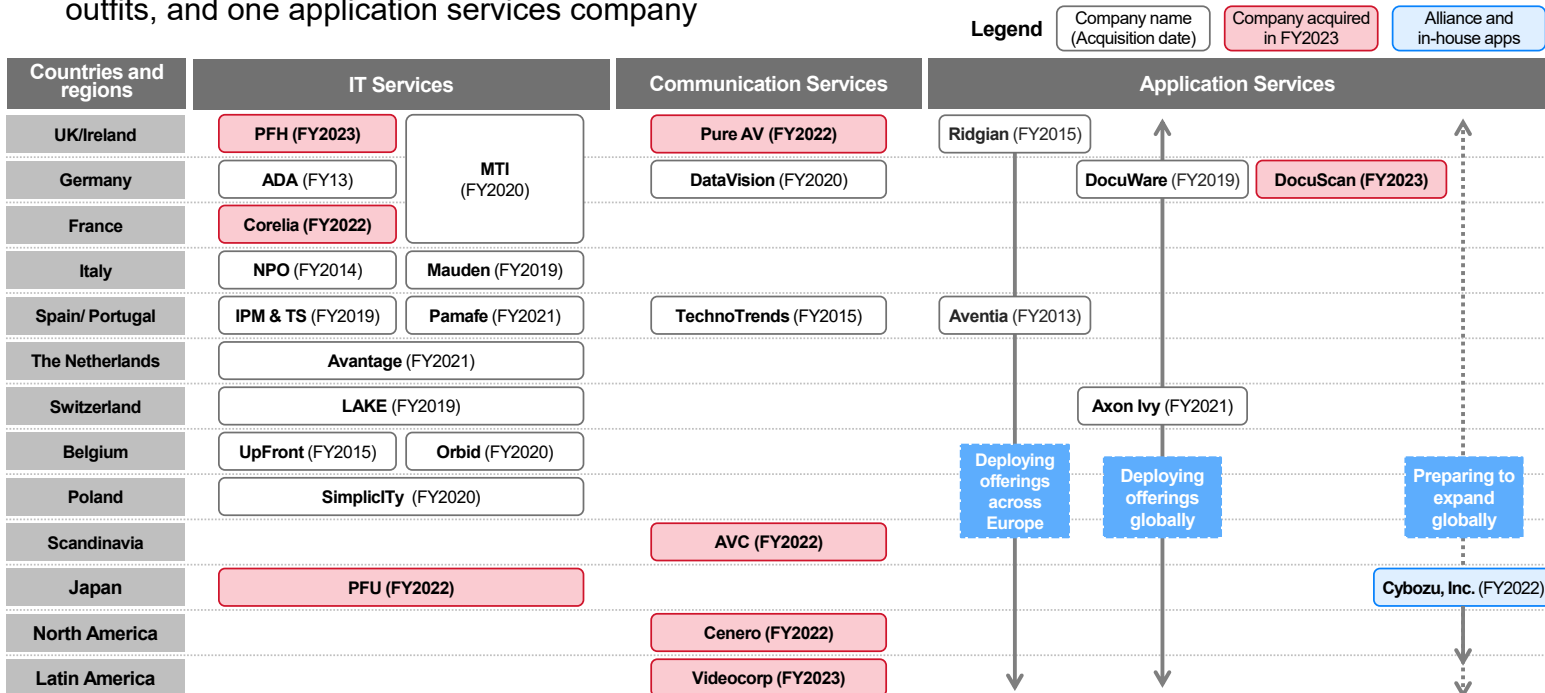 outfits, and one application services company
Legend
Company name
(Acquisition date)
Company acquired
in FY2023
Alliance and
in-house apps
Countries and
regions
IT Services
Communication Services
Application Services
UK/Ireland
PFH (FY2023)
MTI
(FY2020)
Pure AV (FY2022)
Ridgian (FY2015)
Germany
ADA (FY13)
DataVision (FY2020)
DocuWare (FY2019)
DocuScan (FY2023)
France
Corelia (FY2022)
Italy
NPO (FY2014)
Mauden (FY2019)
Spain/ Portugal
IPM & TS (FY2019)
Pamafe (FY2021)
TechnoTrends (FY2015)
Aventia (FY2013)
The Netherlands
Avantage (FY2021)
Switzerland
LAKE (FY2019)
Axon Ivy (FY2021)
Belgium
UpFront (FY2015)
Orbid (FY2020)
Deploying
offerings
across
Europe
Deploying
offerings
globally
Preparing to
expand
globally
Poland
SimplicITy (FY2020)
Scandinavia
AVC (FY2022)
Japan
PFU (FY2022)
Cybozu, Inc. (FY2022)
North America
Cenero (FY2022)
Latin America
Videocorp (FY2023)